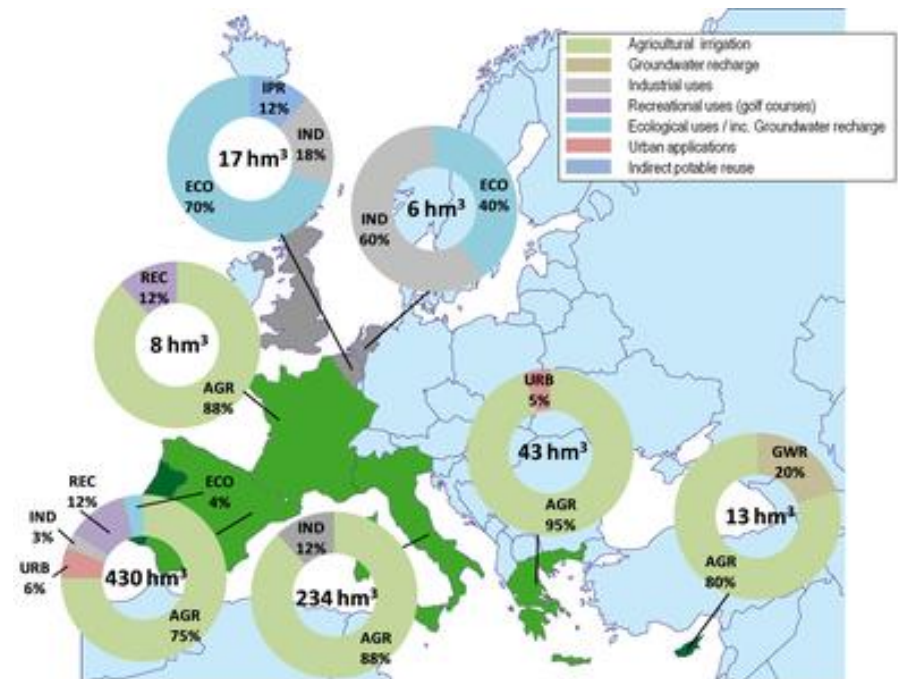 Agricultural irrigation
Groundwater recharge
Industrial uses
Recreational uses (golf courses)
Ecological uses / inc. Groundwater recharge
Urban applications
Indirect potable reuse
IPR
12%
IND
18%
17 hm³
ECO
70%
ECO
40%
6 hm³
IND
60%
REC
12%
8 hm³
AGR
88%
URB
5%
43 hm³
AGR
95%
GWR
20%
13 hm³
AGR
80%
REC
12%
ECO
4%
IND
3%
URB
6%
430 hm³
AGR
75%
IND
12%
234 hm³
AGR
88%